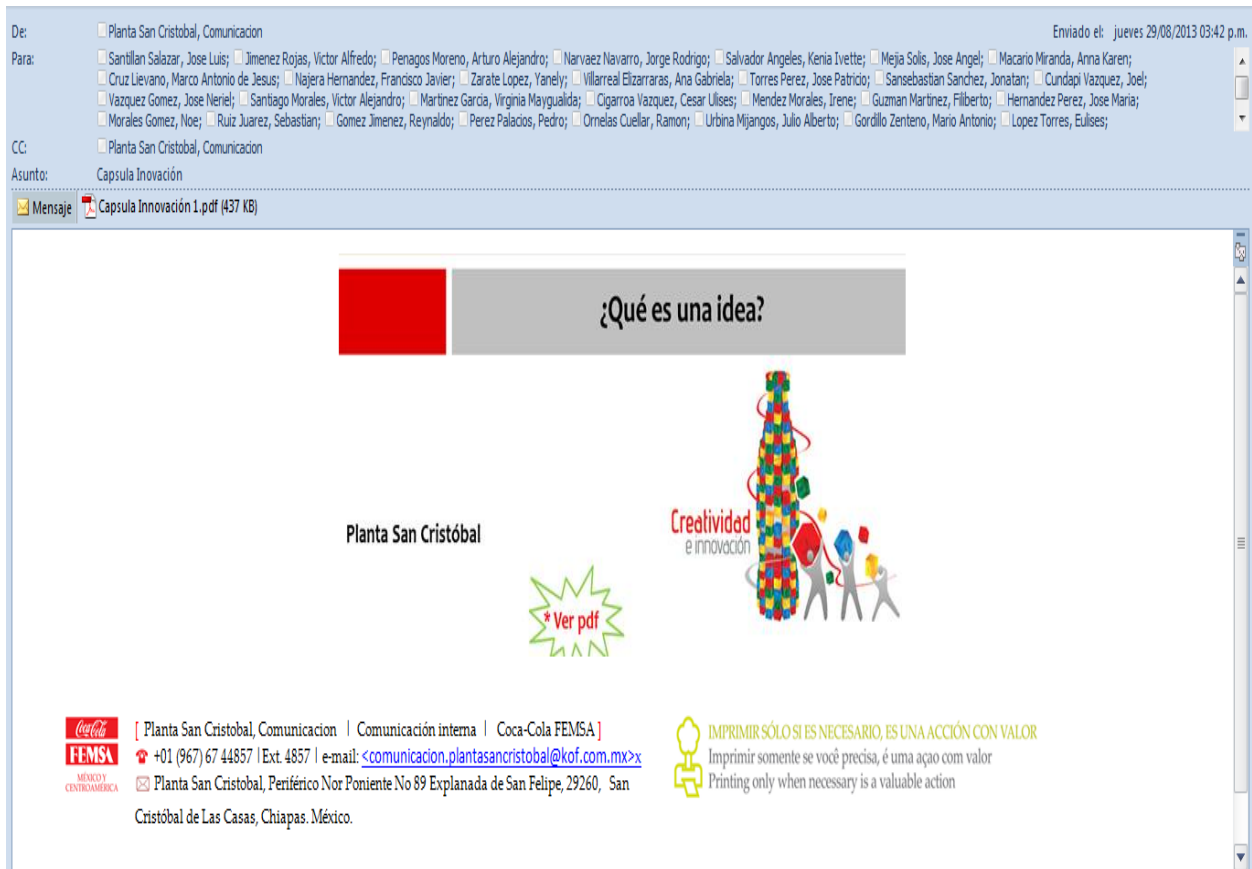 De: Planta San Cristobal, Comunicacion Enviado el: jueves 29/08/2013 03:42 p.m.
Para: Santillan Salazar, Jose Luis; Jimenez Rojas, Victor Alfredo; Penagos Moreno, Arturo Alejandro; Narvaez Navarro, Jorge Rodrigo; Salvador Angeles, Kenia Ivette; Mejia Solis, Jose Angel; Macario Miranda, Anna Karen;
Cruz Lievano, Marco Antonio de Jesus; Najera Hernandez, Francisco Javier; Zarate Lopez, Yanely; Villarreal Elizarraras, Ana Gabriela; Torres Perez, Jose Patricio; Sansebastian Sanchez, Jonatan; Cundapi Vazquez, Joel;
Vazquez Gomez, Jose Neriel; Santiago Morales, Victor Alejandro; Martinez Garcia, Virginia Maygualida; Cigarroa Vazquez, Cesar Ulises; Mendez Morales, Irene; Guzman Martinez, Filiberto; Hernandez Perez, Jose Maria;
Morales Gomez, Noe; Ruiz Juarez, Sebastian; Gomez Jimenez, Reynaldo; Perez Palacios, Pedro; Ornelas Cuellar, Ramon; Urbina Mijangos, Julio Alberto; Gordillo Zenteno, Mario Antonio; Lopez Torres, Eulises;
CC: Planta San Cristobal, Comunicacion
Asunto: Capsula Inovación
Mensaje Capsula Innovación 1.pdf (437 KB)
¿Qué es una idea?
Creatividad
e innovación
Planta San Cristóbal
* Ver pdf
Coca-Cola
FEMSA
MÉXICO Y
CENTROAMÉRICA
[ Planta San Cristobal, Comunicacion | Comunicación interna | Coca-Cola FEMSA ]
+01 (967) 67 44857 | Ext. 4857 | e-mail: <comunicacion.plantasancristobal@kof.com.mx>x
Planta San Cristobal, Periférico Nor Poniente No 89 Explanada de San Felipe, 29260, San
Cristóbal de Las Casas, Chiapas. México.
IMPRIMIR SÓLO SI ES NECESARIO, ES UNA ACCIÓN CON VALOR
Imprimir somente se você precisa, é uma açao com valor
Printing only when necessary is a valuable action